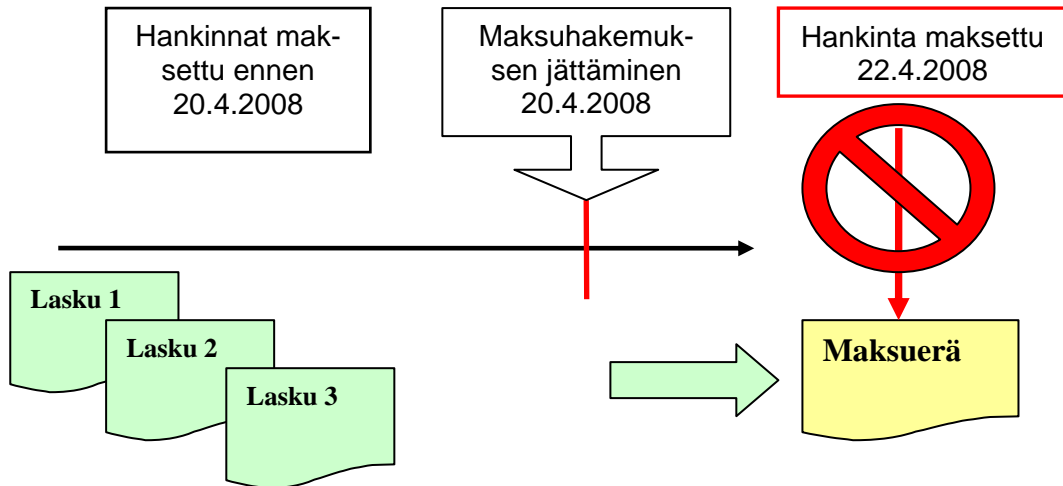 Hankinnat mak-
settu ennen
20.4.2008
Maksuhakemuk-
sen jättäminen
20.4.2008
Hankinta maksettu
22.4.2008
Lasku 1
Lasku 2
Lasku 3
Maksuerä